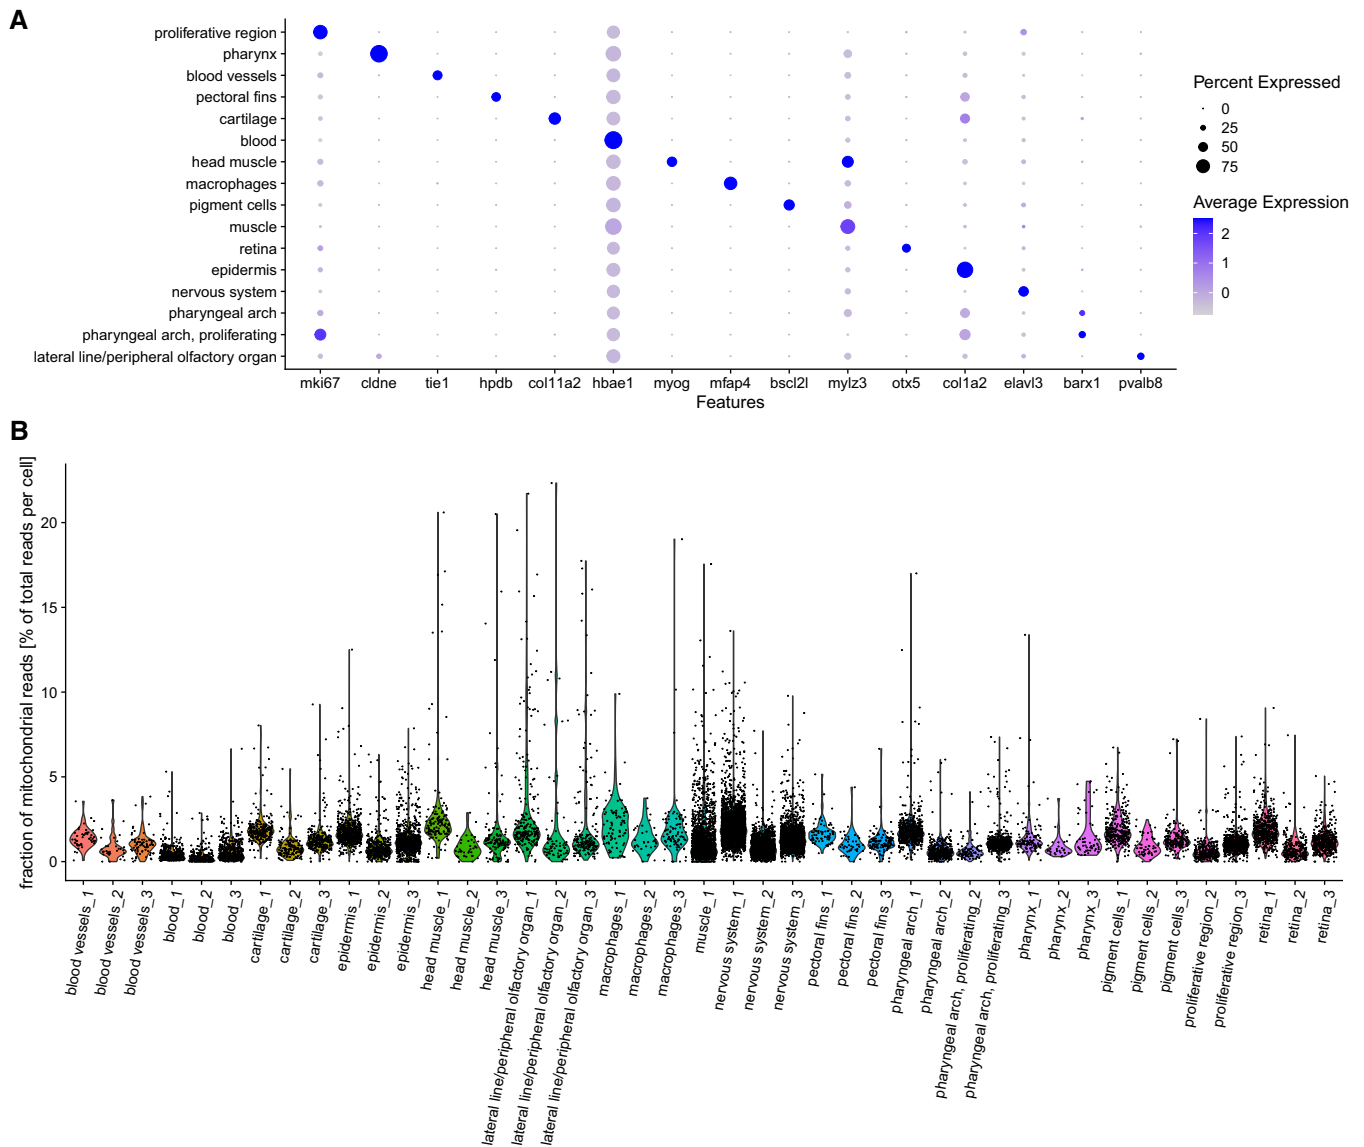 A
proliferative region
pharynx
blood vessels
pectoral fins
cartilage
blood
head muscle
macrophages
pigment cells
muscle
retina
epidermis
nervous system
pharyngeal arch
pharyngeal arch, proliferating
lateral line/peripheral olfactory organ
mki67 cldne tie1 hpdb col11a2 hbae1 myog mfap4 bscl2l mylz3 otx5 col1a2 elavl3 barx1 pvalb8
Features
Percent Expressed
0
25
50
75
Average Expression
2
1
0
B
fraction of mitochondrial reads [% of total reads per cell]
20
15
10
5
0
blood vessels_1
blood vessels_2
blood vessels_3
blood_1
blood_2
blood_3
cartilage_1
cartilage_2
cartilage_3
epidermis_1
epidermis_2
epidermis_3
head muscle_1
head muscle_2
head muscle_3
lateral line/peripheral olfactory organ_1
lateral line/peripheral olfactory organ_2
lateral line/peripheral olfactory organ_3
macrophages_1
macrophages_2
macrophages_3
muscle_1
nervous system_1
nervous system_2
nervous system_3
pectoral fins_1
pectoral fins_2
pectoral fins_3
pharyngeal arch_1
pharyngeal arch_2
pharyngeal arch, proliferating_2
pharyngeal arch, proliferating_3
pharynx_1
pharynx_2
pharynx_3
pigment cells_1
pigment cells_2
pigment cells_3
proliferative region_2
proliferative region_3
retina_1
retina_2
retina_3